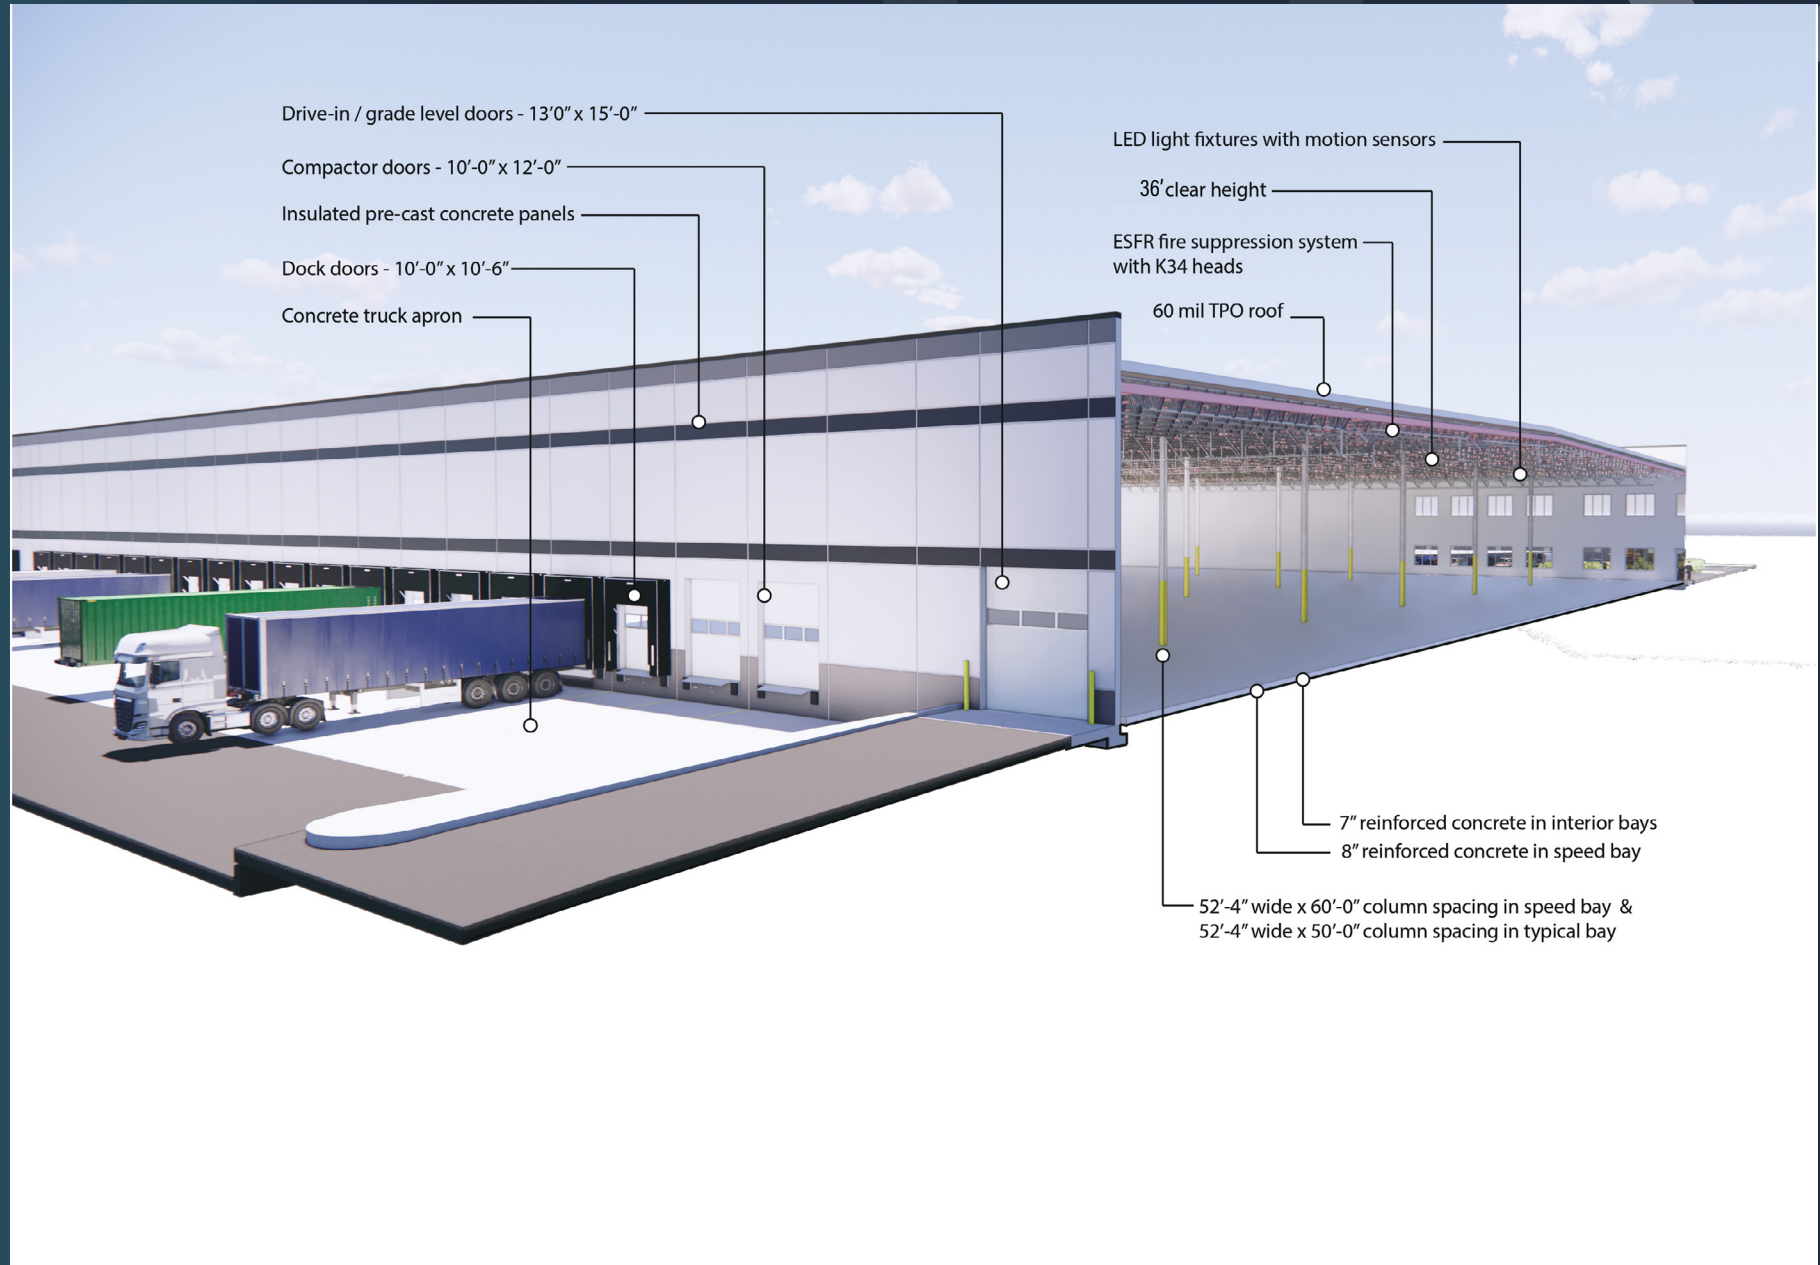 Drive-in / grade level doors - 13'0" x 15'-0"
Compactor doors - 10'-0" x 12'-0"
Insulated pre-cast concrete panels
Dock doors - 10'-0" x 10'-6"
Concrete truck apron
LED light fixtures with motion sensors
36' clear height
ESFR fire suppression system
with K34 heads
60 mil TPO roof
7" reinforced concrete in interior bays
8" reinforced concrete in speed bay
52'-4" wide x 60'-0" column spacing in speed bay &
52'-4" wide x 50'-0" column spacing in typical bay